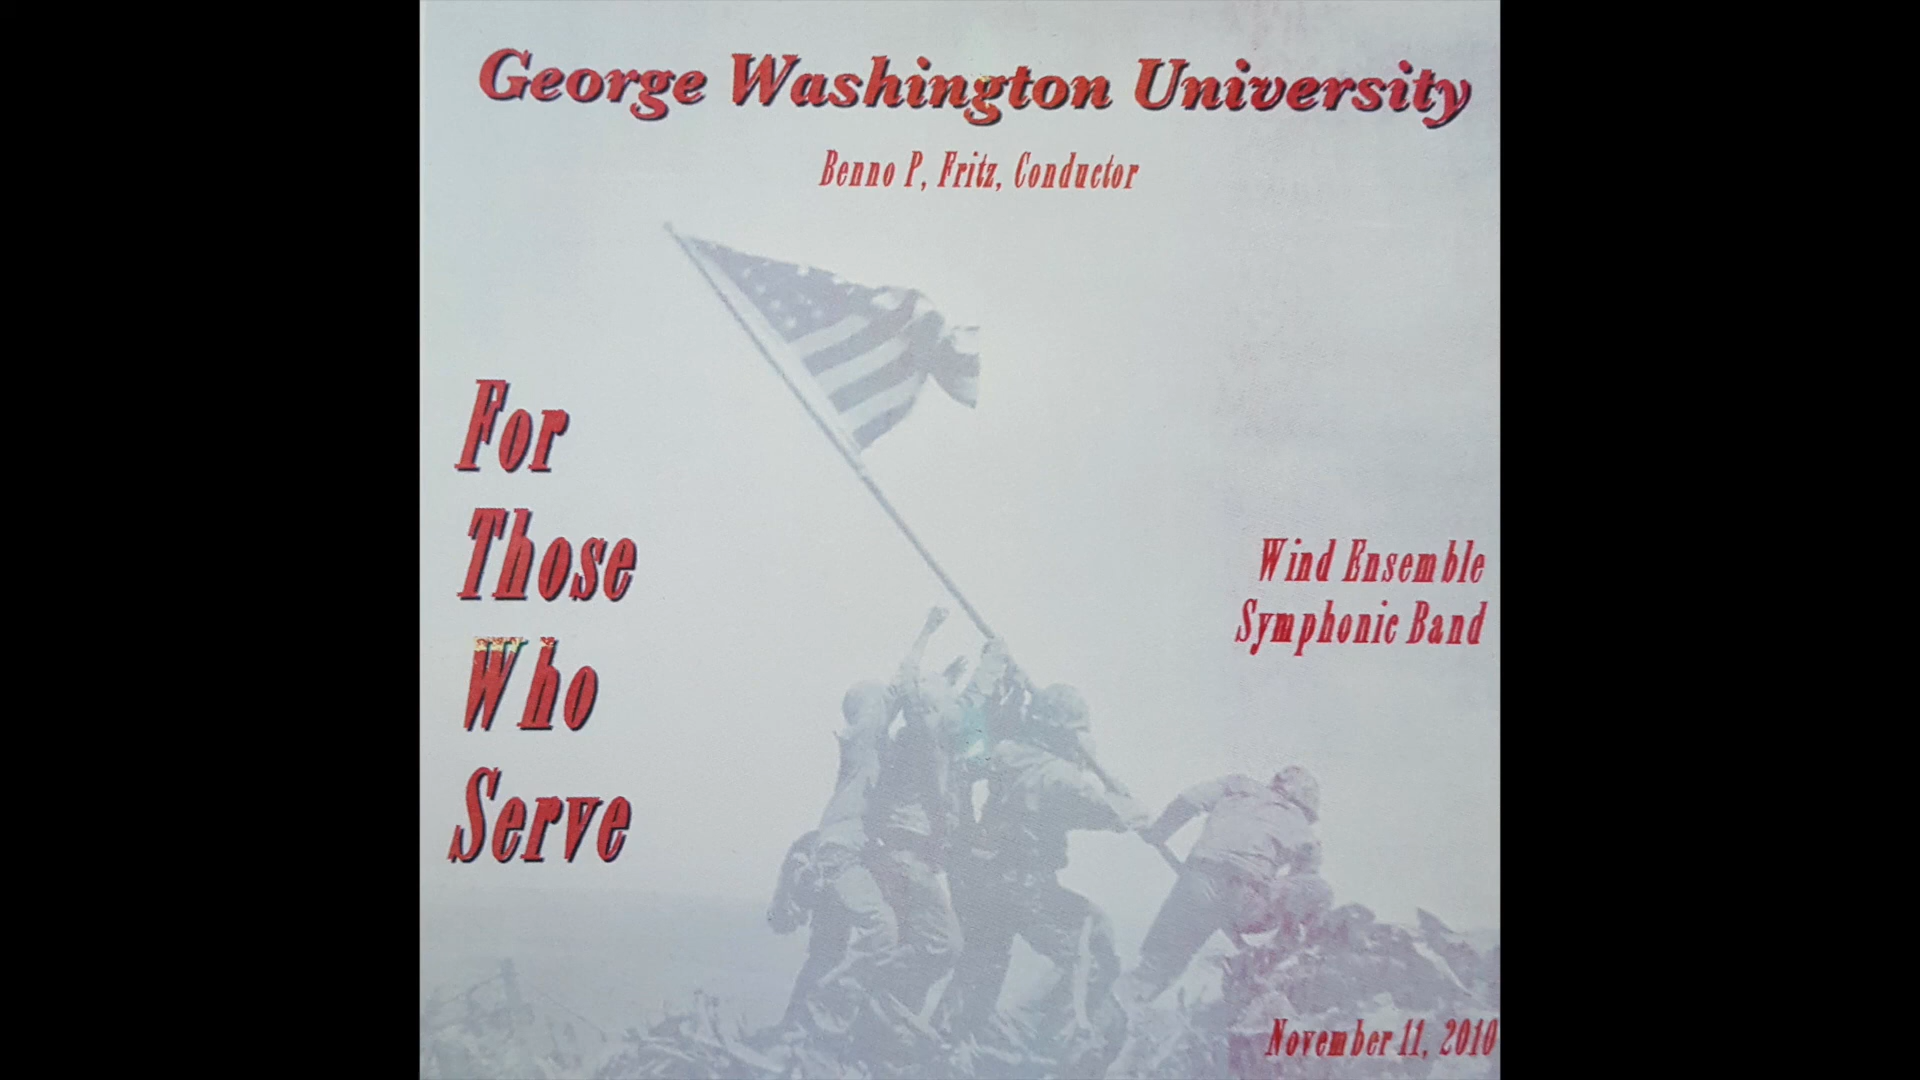 George Washington University
Benno P, Fritz, Conductor
For
Those
Who
Serve
Wind Ensemble
Symphonic Band
November 11, 2010